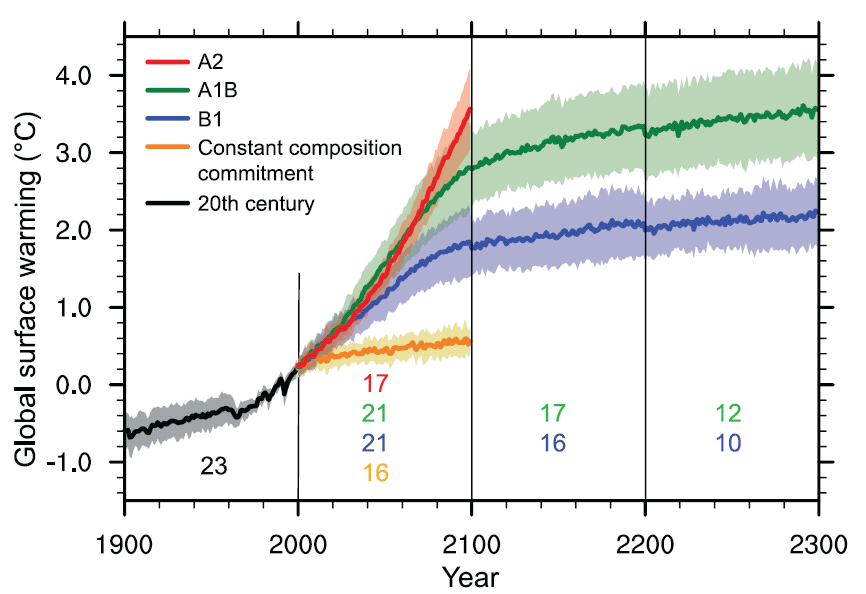 Global surface warming (°C)
4.0
3.0
2.0
1.0
0.0
-1.0
A2
A1B
B1
Constant composition
commitment
20th century
23
17
21
21
16
17
16
12
10
1900
2000
2100
2200
2300
Year